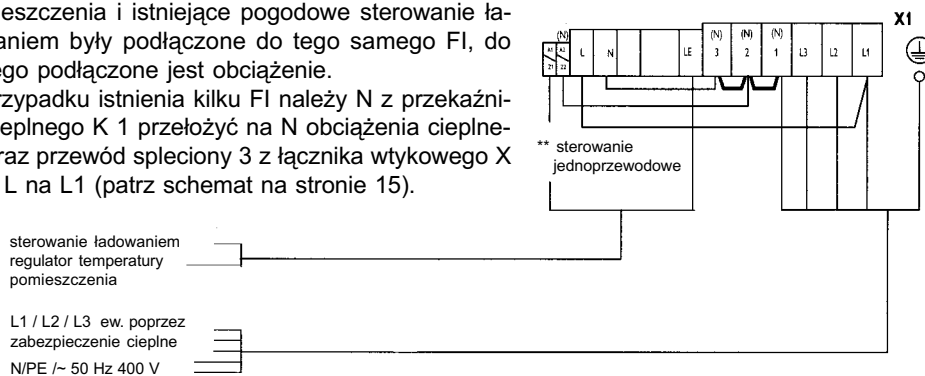 eszczenia i istniejące pogodowe sterowanie ła-
aniem były podłączone do tego samego FI, do
ego podłączone jest obciążenie.
rzypadku istnienia kilku FI należy N z przekaźni-
ieplnego K 1 przełożyć na N obciążenia cieplne-
raz przewód spleciony 3 z łącznika wtykowego X
L na L1 (patrz schemat na stronie 15).
X1
(N) (N) (N) (N)
A1 A2 L N LE 3 2 1 L3 L2 L1
Z1 Z2
** sterowanie
jednoprzewodowe
sterowanie ładowaniem
regulator temperatury
pomieszczenia
L1 / L2 / L3 ew. poprzez
zabezpieczenie cieplne
N/PE /~ 50 Hz 400 V